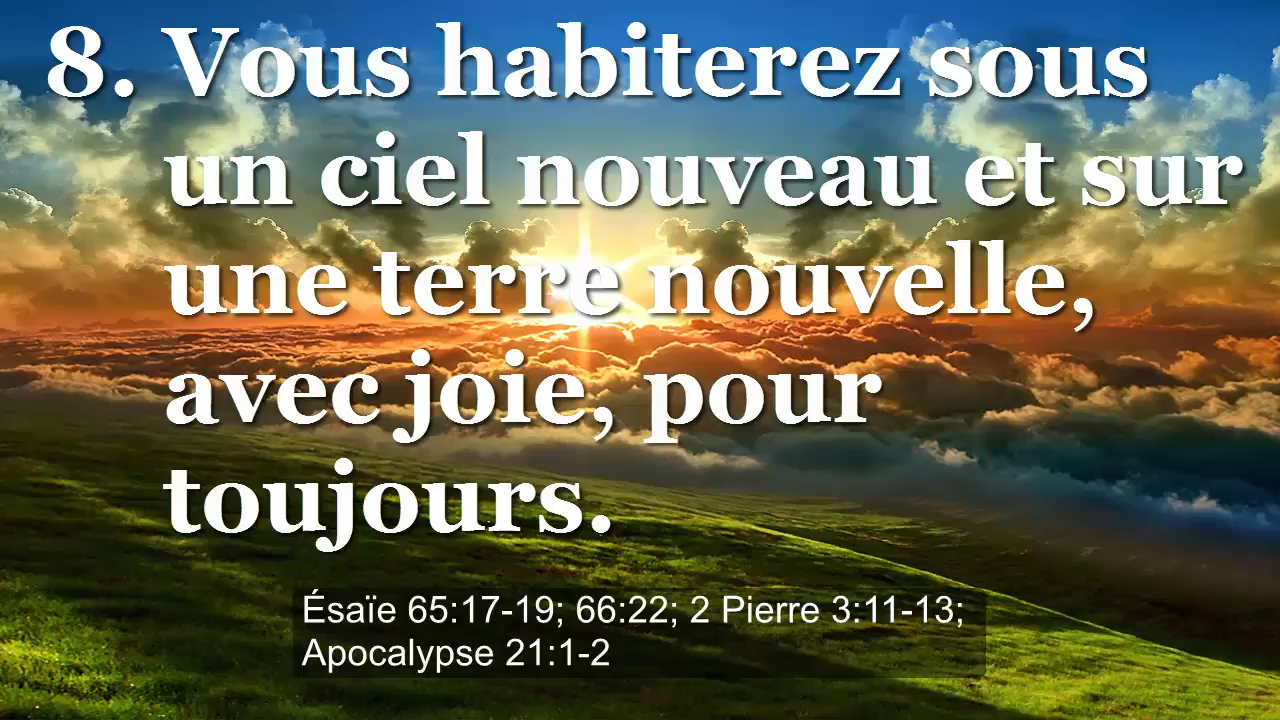 8. Vous habiterez sous
un ciel nouveau et sur
une terre nouvelle,
avec joie, pour
toujours.
Ésaïe 65:17-19; 66:22; 2 Pierre 3:11-13;
Apocalypse 21:1-2